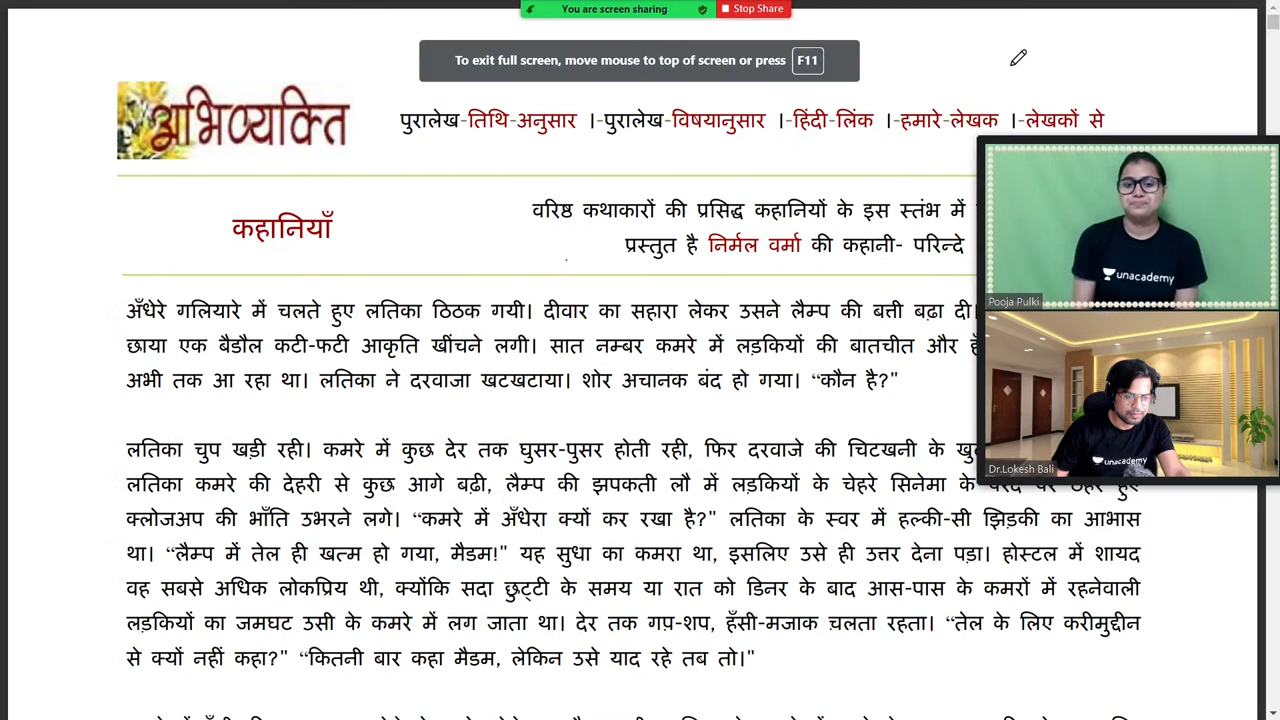 You are screen sharing Stop Share
To exit full screen, move mouse to top of screen or press F11
अभिव्यक्ति
पुरालेख-तिथि-अनुसार ।-पुरालेख-विषयानुसार ।-हिंदी-लिंक ।-हमारे-लेखक ।-लेखकों से
कहानियाँ
वरिष्ठ कथाकारों की प्रसिद्ध कहानियों के इस स्तंभ में
प्रस्तुत है निर्मल वर्मा की कहानी- परिन्दे
अँधेरे गलियारे में चलते हुए लतिका ठिठक गयी। दीवार का सहारा लेकर उसने लैम्प की बत्ती बढ़ा दी।
छाया एक बैडौल कटी-फटी आकृति खींचने लगी। सात नम्बर कमरे में लड़कियों की बातचीत और
अभी तक आ रहा था। लतिका ने दरवाजा खटखटाया। शोर अचानक बंद हो गया। “कौन है?"
लतिका चुप खड़ी रही। कमरे में कुछ देर तक घुसर-पुसर होती रही, फिर दरवाजे की चिटखनी के
लतिका कमरे की देहरी से कुछ आगे बढ़ी, लैम्प की झपकती लौ में लड़कियों के चेहरे सिनेमा के परदे पर ठहरे हुए
क्लोजअप की भाँति उभरने लगे। “कमरे में अँधेरा क्यों कर रखा है?" लतिका के स्वर में हल्की-सी झिड़की का आभास
था। “लैम्प में तेल ही खत्म हो गया, मैडम!" यह सुधा का कमरा था, इसलिए उसे ही उत्तर देना पड़ा। होस्टल में शायद
वह सबसे अधिक लोकप्रिय थी, क्योंकि सदा छुट्टी के समय या रात को डिनर के बाद आस-पास के कमरों में रहनेवाली
लड़कियों का जमघट उसी के कमरे में लग जाता था। देर तक गप़-शप, हँसी-मजाक च़लता रहता। “तेल के लिए करीमुद्दीन
से क्यों नहीं कहा?" “कितनी बार कहा मैडम, लेकिन उसे याद रहे तब तो।"
unacademy
Pooja Pulki
unacademy
Dr.Lokesh Bali